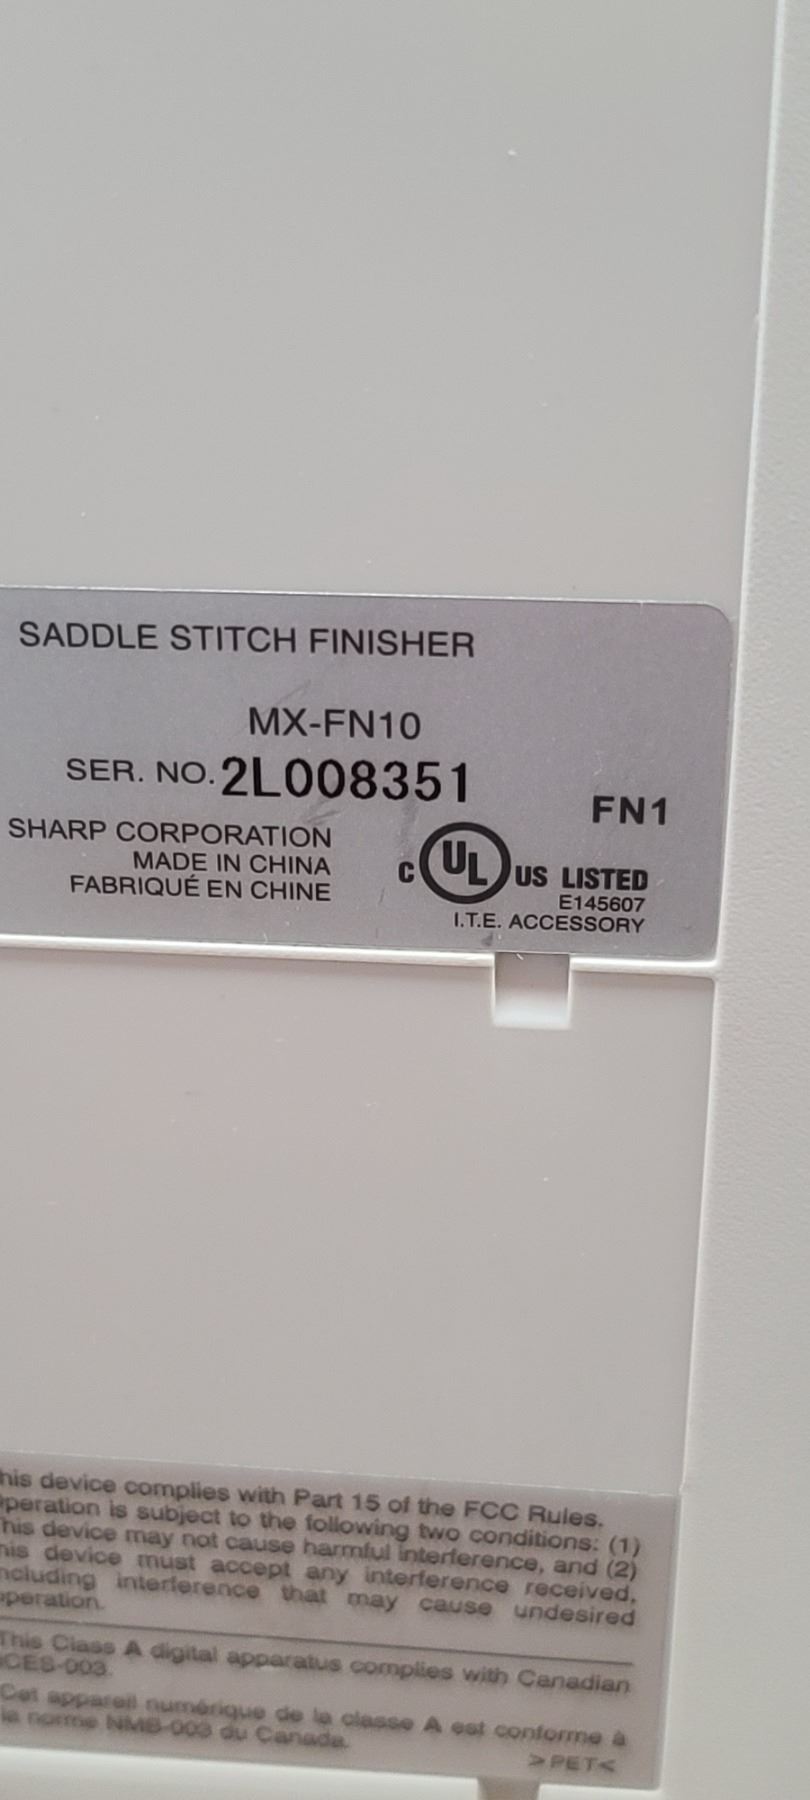 SADDLE STITCH FINISHER
MX-FN10
SER. NO. 2L008351
FN1
SHARP CORPORATION
MADE IN CHINA
FABRIQUÉ EN CHINE
C UL US LISTED
E145607
I.T.E. ACCESSORY
his device complies with Part 15 of the FCC Rules.
peration is subject to the following two conditions: (1)
his device may not cause harmful interference, and (2)
his device must accept any interference received,
ncluding interference that may cause undesired
peration.
This Class A digital apparatus complies with Canadian
ICES-003.
Cet appareil numérique de la classe A est conforme à
la norme NMB-003 du Canada.
>PET<